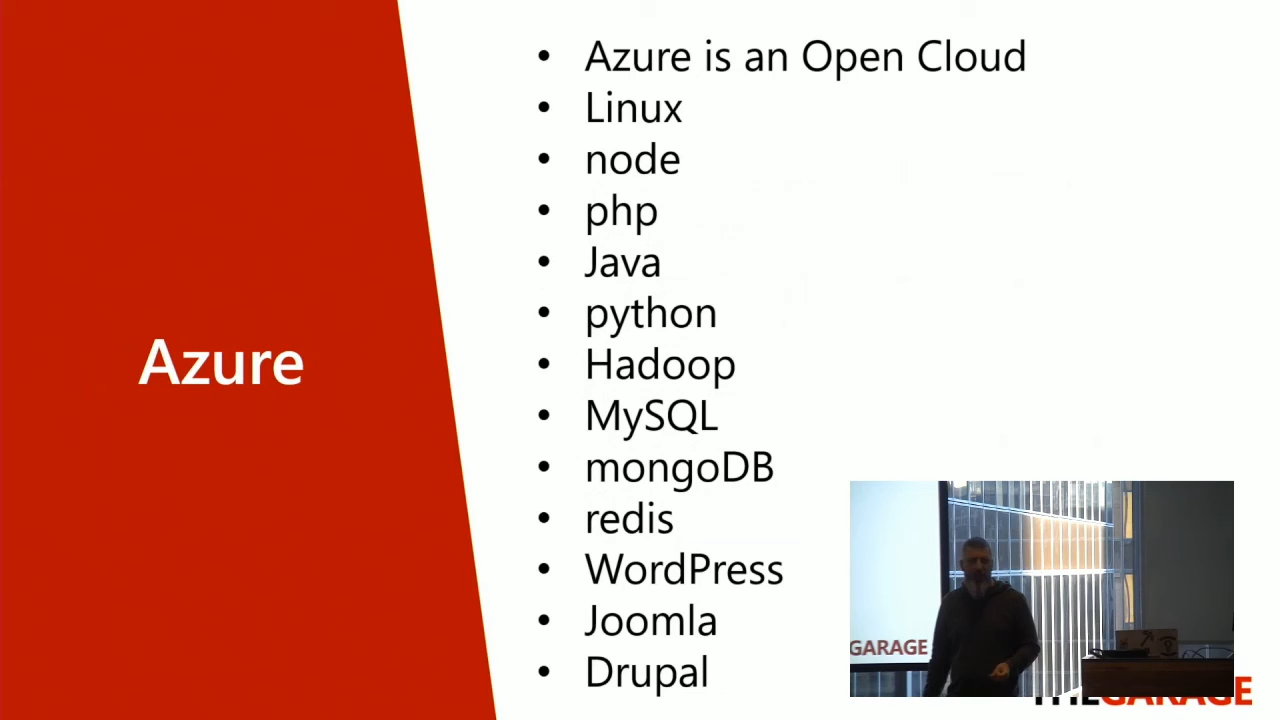 Azure
• Azure is an Open Cloud
• Linux
• node
• php
• Java
• python
• Hadoop
• MySQL
• mongoDB
• redis
• WordPress
• Joomla
• Drupal
GARAGE
THEGARAGE